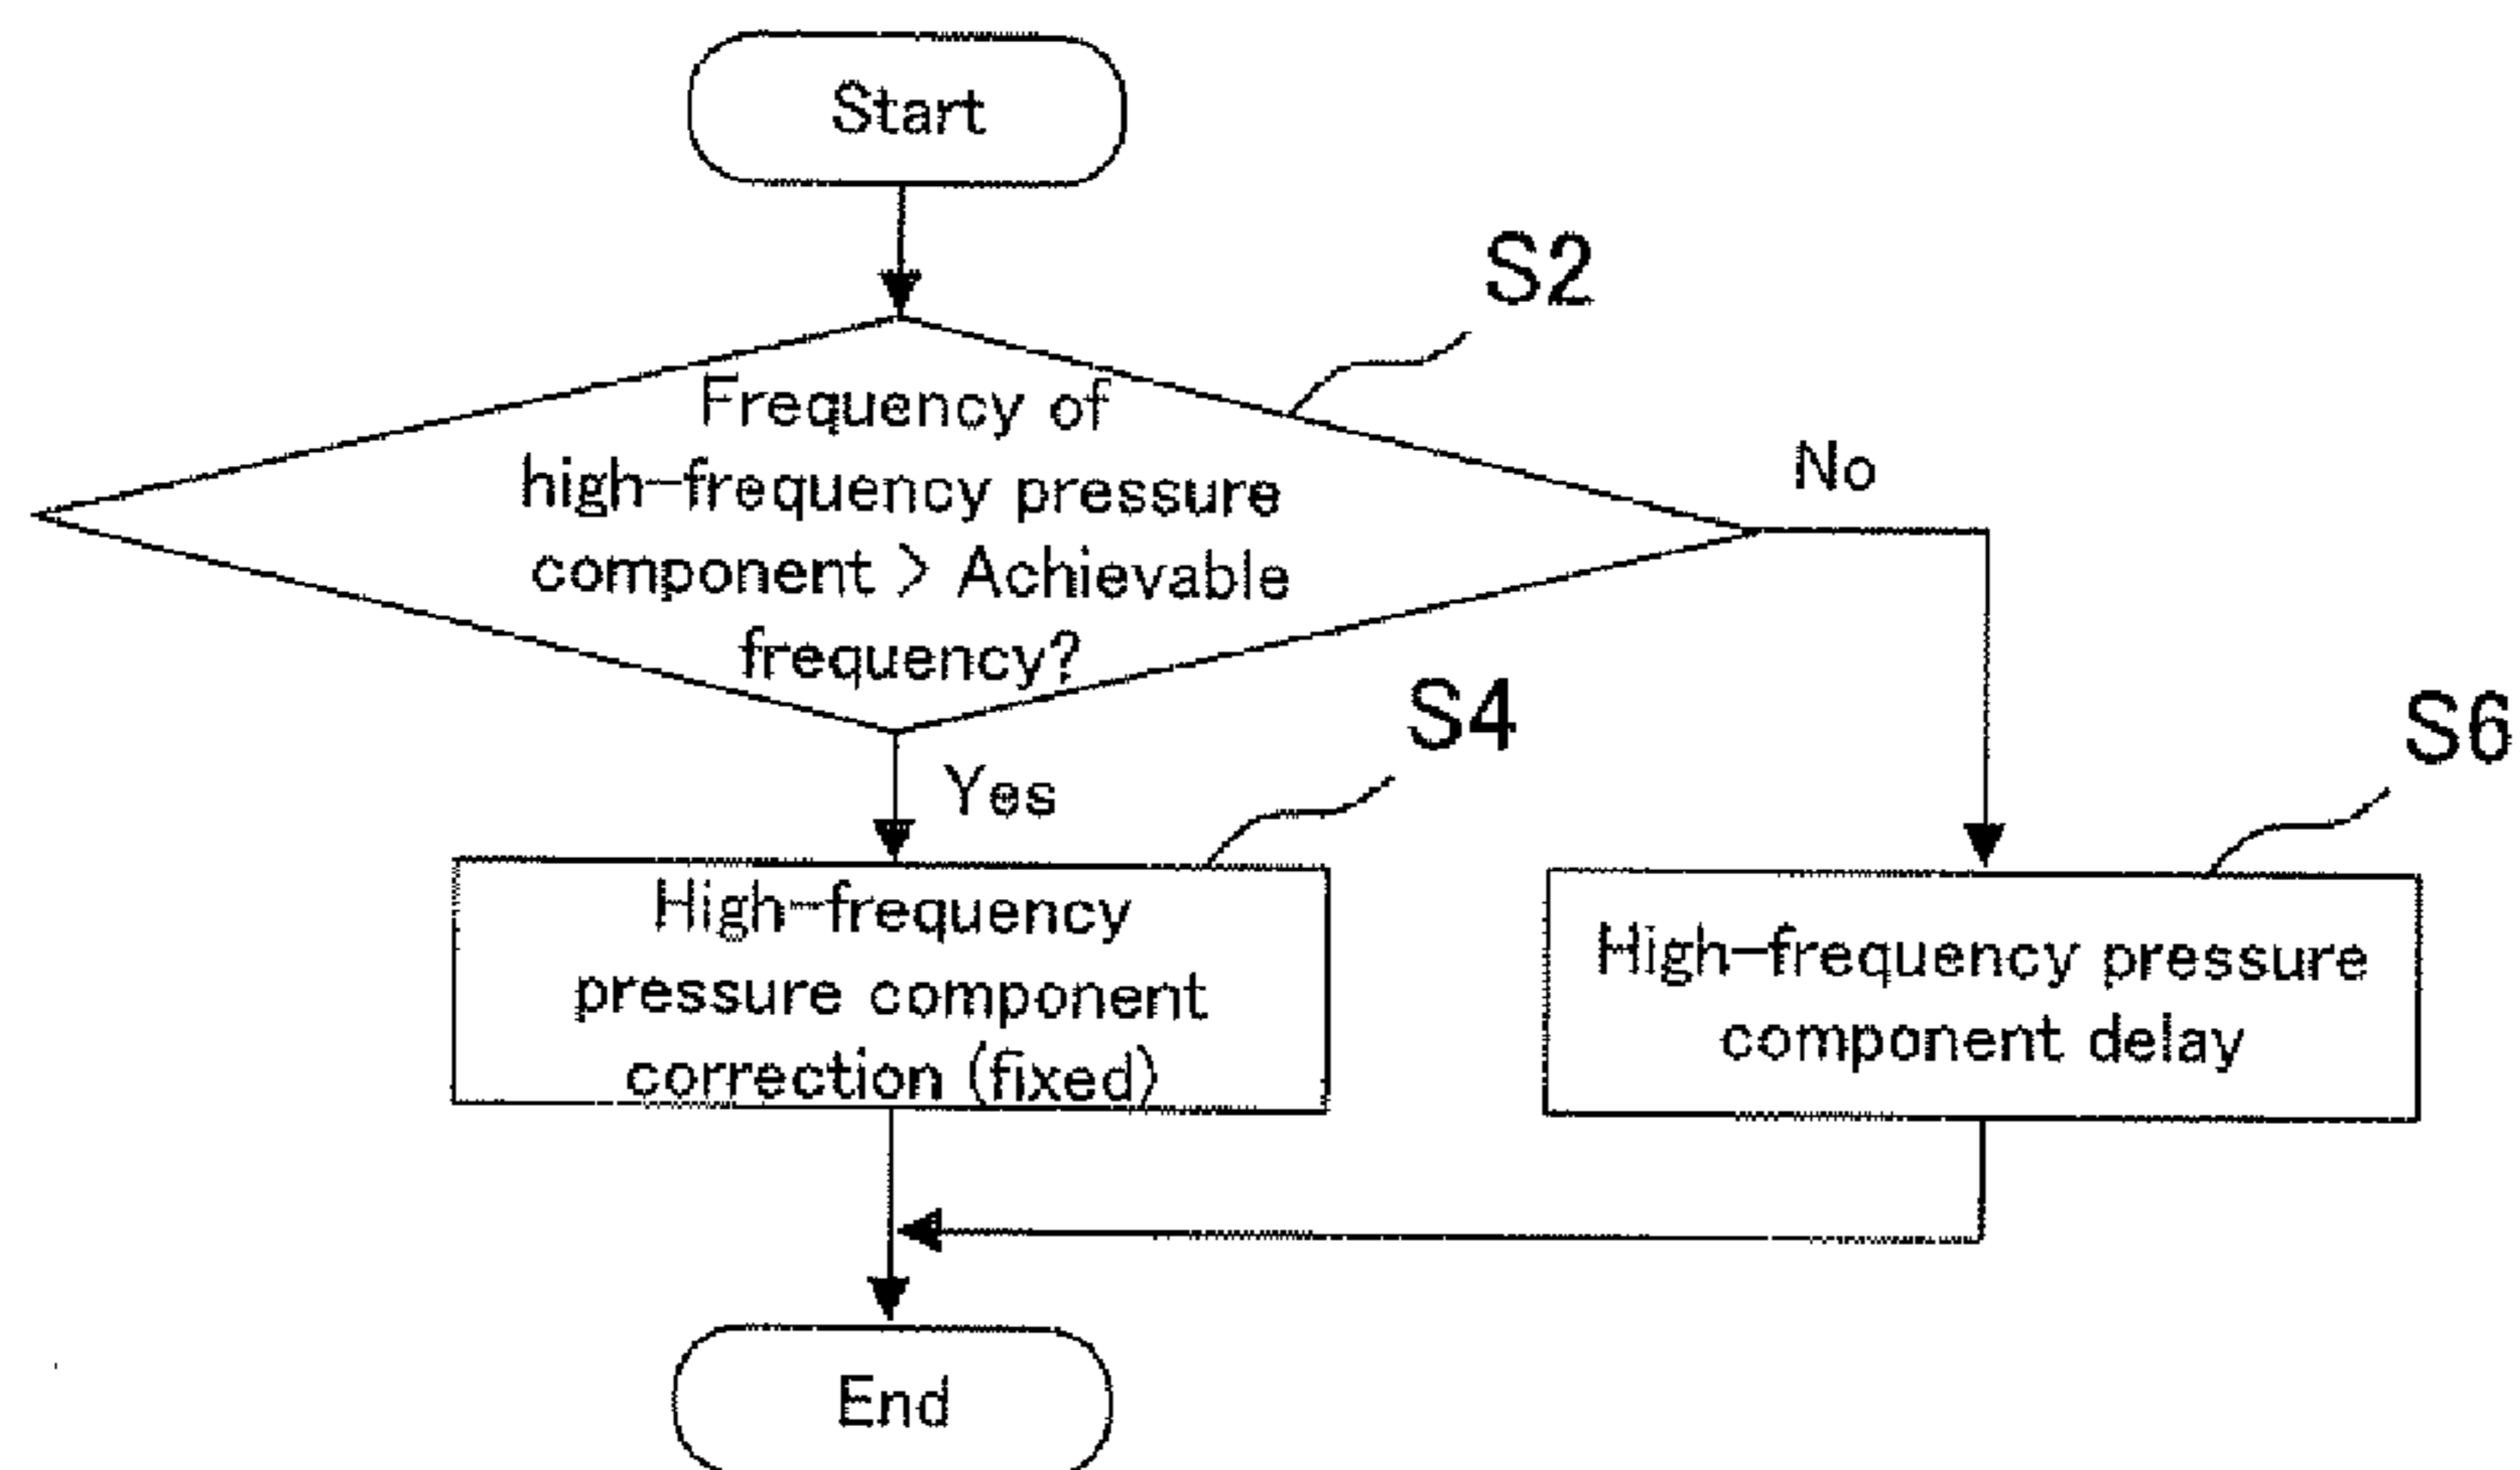 Start
S2
Frequency of
high-frequency pressure
component > Achievable
frequency?
No
Yes
S4
High-frequency
pressure component
correction (fixed)
S6
High-frequency pressure
component delay
End